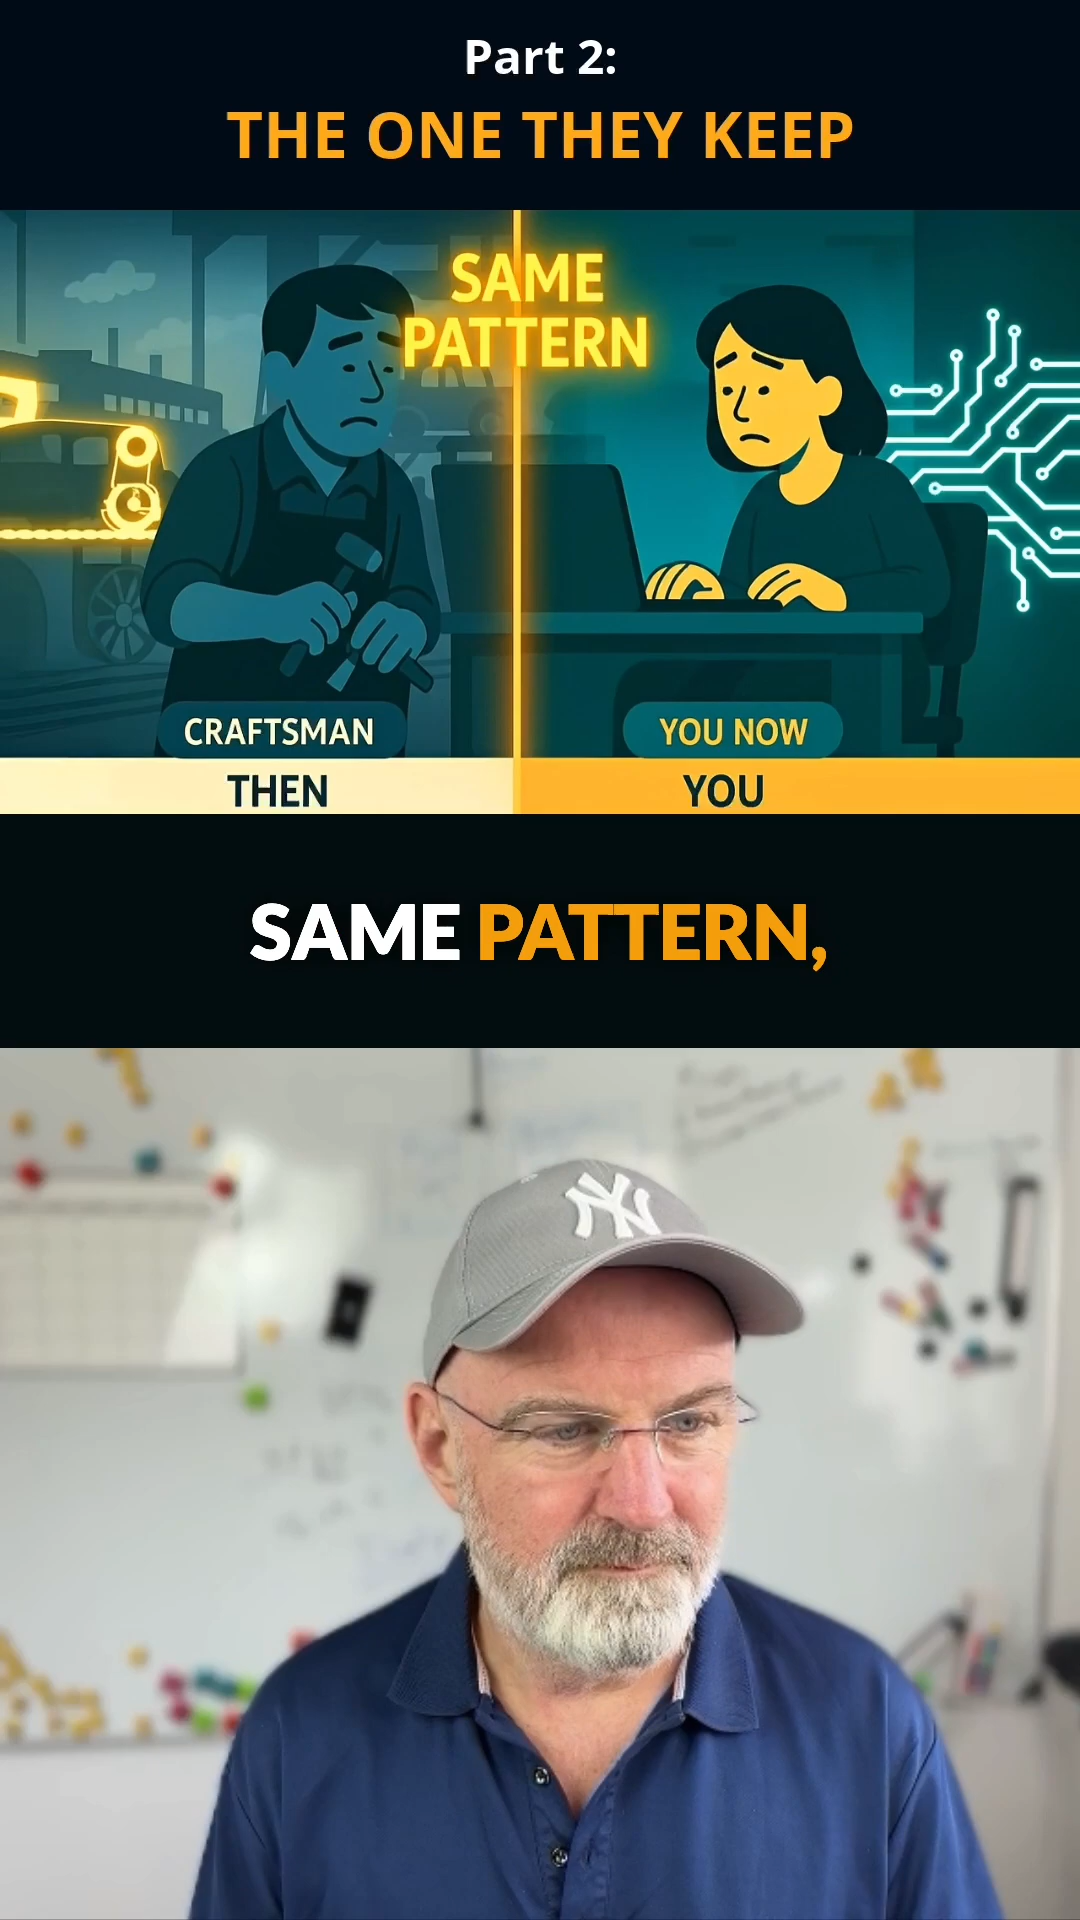 Part 2:
THE ONE THEY KEEP
SAME
PATTERN
CRAFTSMAN
YOU NOW
THEN
YOU
SAME PATTERN,
NY